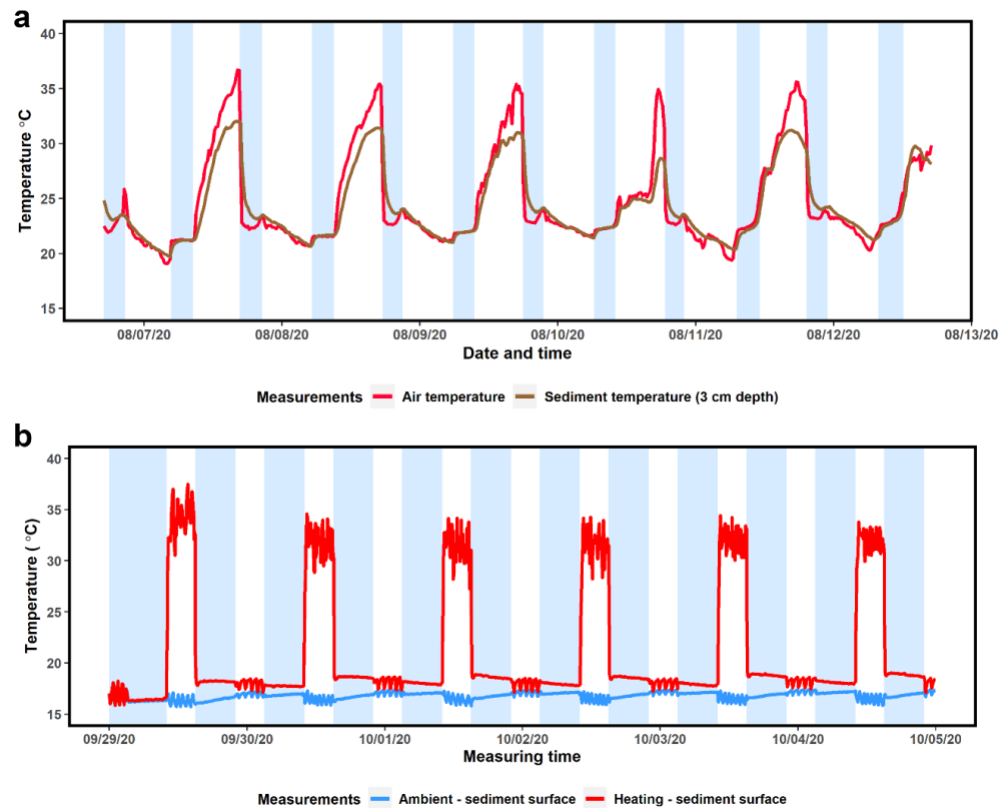 a
40
35
30
25
20
15
Temperature °C
08/07/20 08/08/20 08/09/20 08/10/20 08/11/20 08/12/20 08/13/20
Date and time
Measurements Air temperature Sediment temperature (3 cm depth)
b
40
35
30
25
20
15
Temperature ( °C)
09/29/20 09/30/20 10/01/20 10/02/20 10/03/20 10/04/20 10/05/20
Measuring time
Measurements Ambient - sediment surface Heating - sediment surface